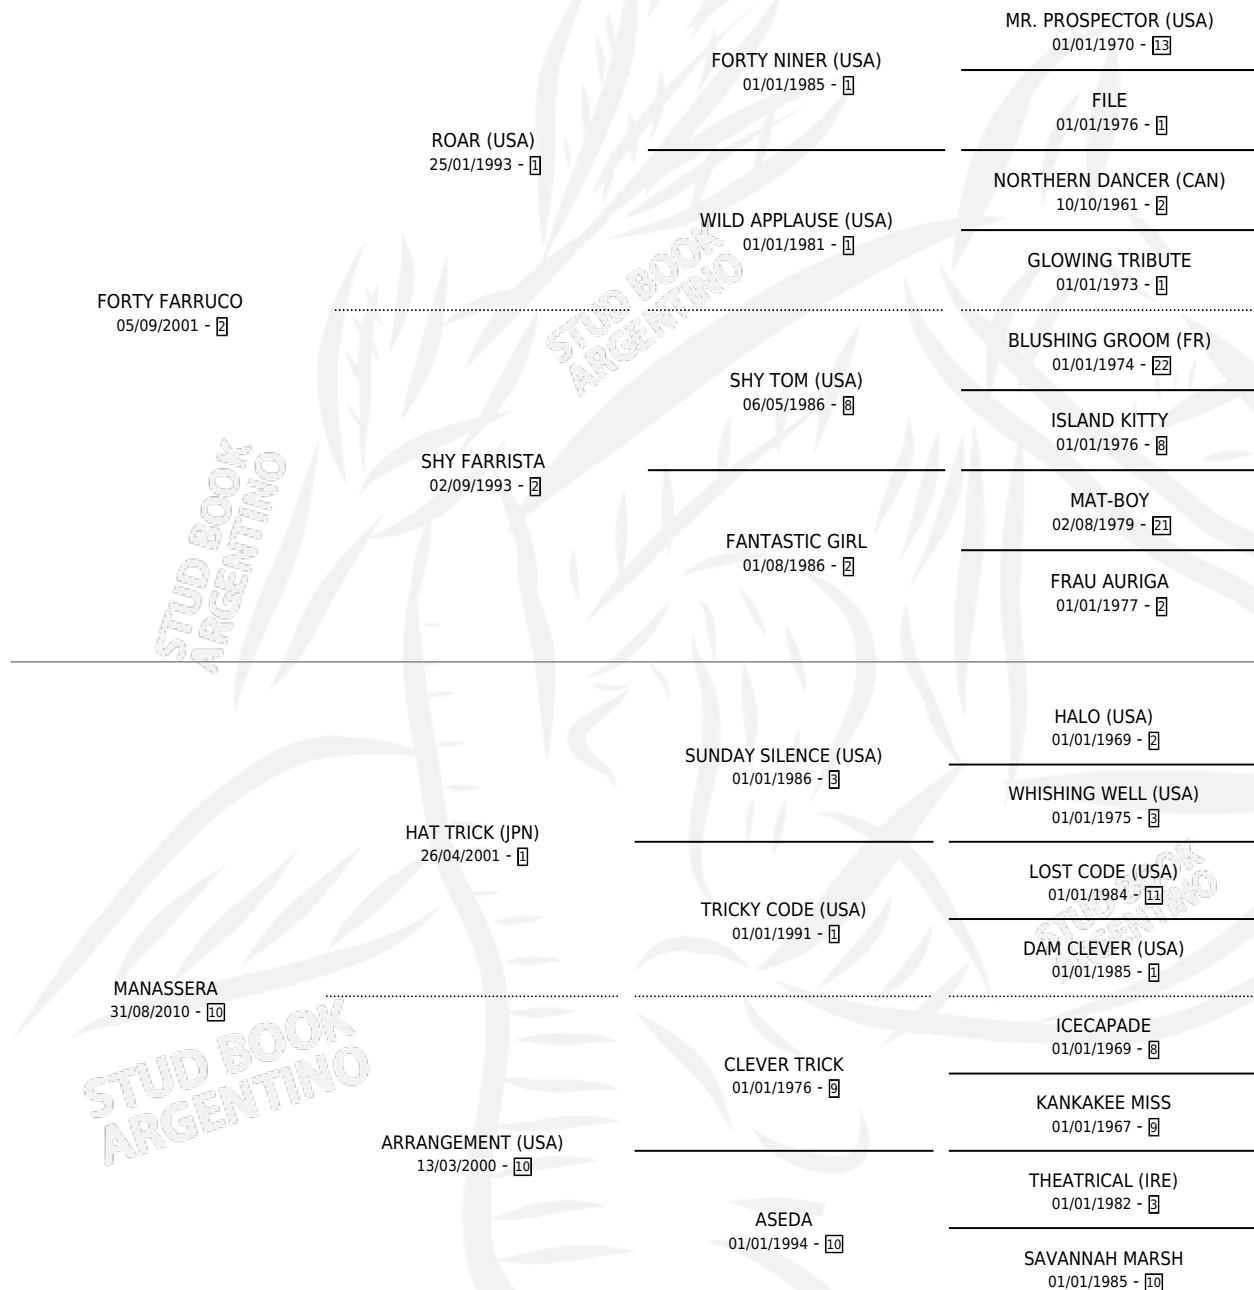 MR. PROSPECTOR (USA)
01/01/1970 - 13
FORTY NINER (USA)
01/01/1985 - 1
FILE
01/01/1976 - 1
ROAR (USA)
25/01/1993 - 1
NORTHERN DANCER (CAN)
10/10/1961 - 2
WILD APPLAUSE (USA)
01/01/1981 - 1
GLOWING TRIBUTE
01/01/1973 - 1
FORTY FARRUCO
05/09/2001 - 2
BLUSHING GROOM (FR)
01/01/1974 - 22
SHY TOM (USA)
06/05/1986 - 8
ISLAND KITTY
01/01/1976 - 8
SHY FARRISTA
02/09/1993 - 2
MAT-BOY
02/08/1979 - 21
FANTASTIC GIRL
01/08/1986 - 2
FRAU AURIGA
01/01/1977 - 2
HALO (USA)
01/01/1969 - 2
SUNDAY SILENCE (USA)
01/01/1986 - 3
WHISHING WELL (USA)
01/01/1975 - 3
HAT TRICK (JPN)
26/04/2001 - 1
LOST CODE (USA)
01/01/1984 - 11
TRICKY CODE (USA)
01/01/1991 - 1
DAM CLEVER (USA)
01/01/1985 - 1
MANASSERA
31/08/2010 - 10
ICECAPADE
01/01/1969 - 8
CLEVER TRICK
01/01/1976 - 9
KANKAKEE MISS
01/01/1967 - 9
ARRANGEMENT (USA)
13/03/2000 - 10
THEATRICAL (IRE)
01/01/1982 - 3
ASEDA
01/01/1994 - 10
SAVANNAH MARSH
01/01/1985 - 10
STUD BOOK
ARGENTINO
STUD BOOK
ARGENTINO
STUD BOOK
ARGENTINO
STUD BOOK
ARGENTINO